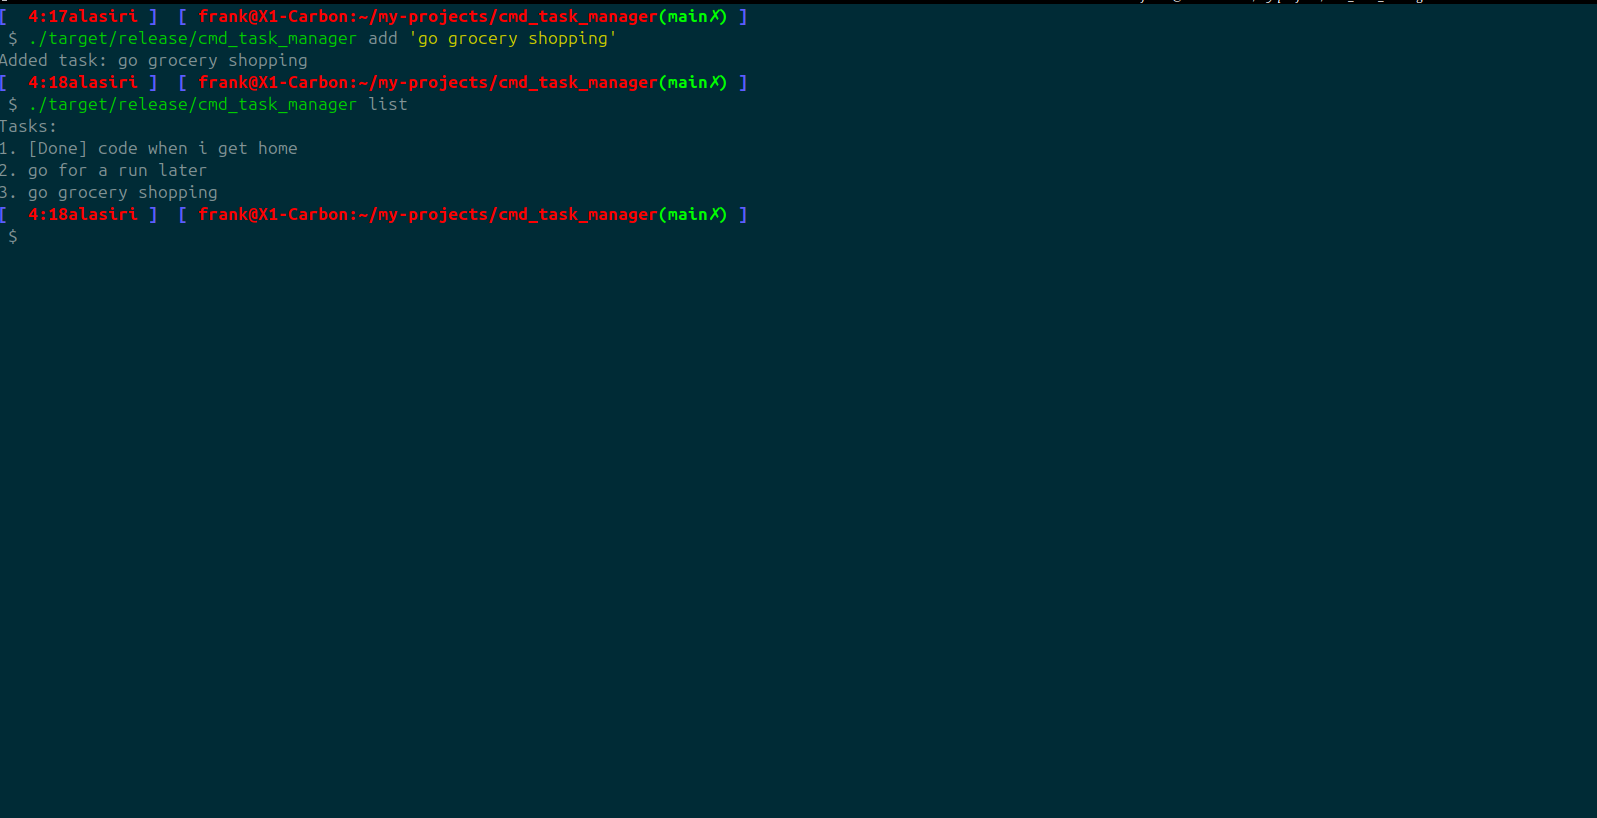 [  4:17alasiri ]  [ frank@X1-Carbon:~/my-projects/cmd_task_manager(main✗) ]
$ ./target/release/cmd_task_manager add 'go grocery shopping'
Added task: go grocery shopping
[  4:18alasiri ]  [ frank@X1-Carbon:~/my-projects/cmd_task_manager(main✗) ]
$ ./target/release/cmd_task_manager list
Tasks:
1. [Done] code when i get home
2. go for a run later
3. go grocery shopping
[  4:18alasiri ]  [ frank@X1-Carbon:~/my-projects/cmd_task_manager(main✗) ]
$